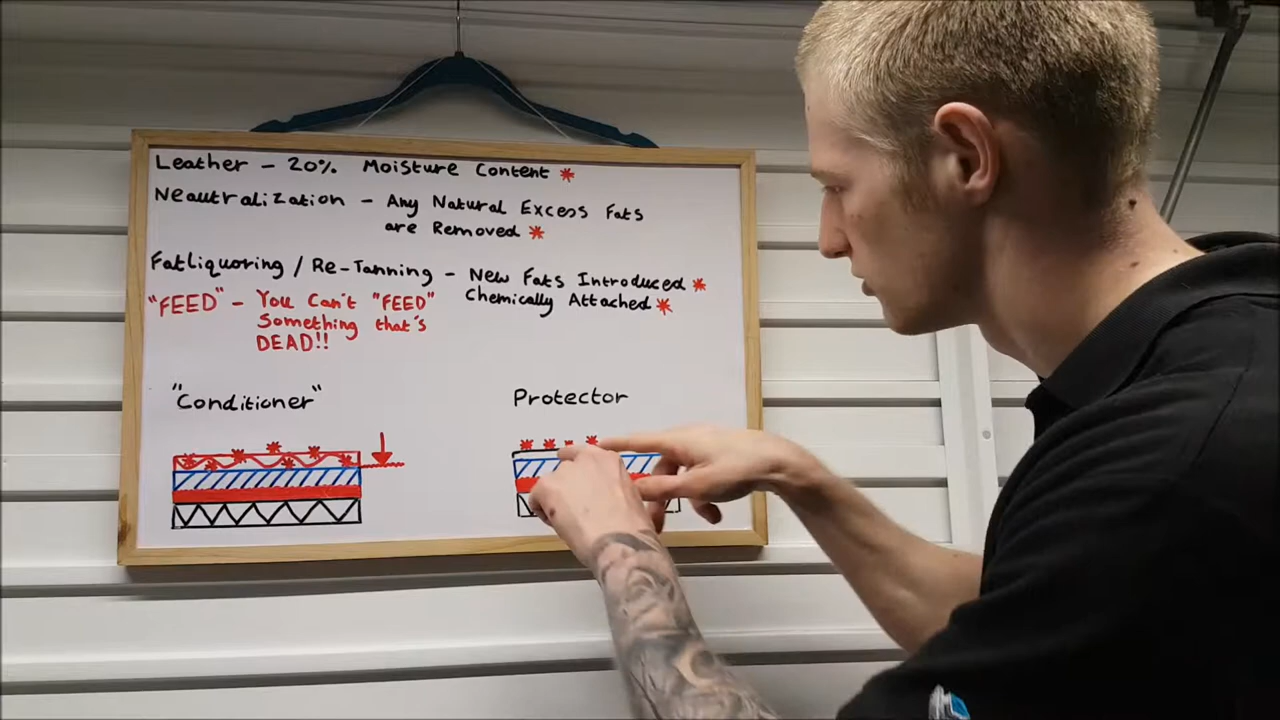 Leather - 20% Moisture Content *
Neautralization - Any Natural Excess Fats
are Removed *
Fatliquoring / Re-Tanning - New Fats Introduced *
Chemically Attached *
"FEED" - You Can't "FEED"
Something that's
DEAD!!
"Conditioner"
Protector